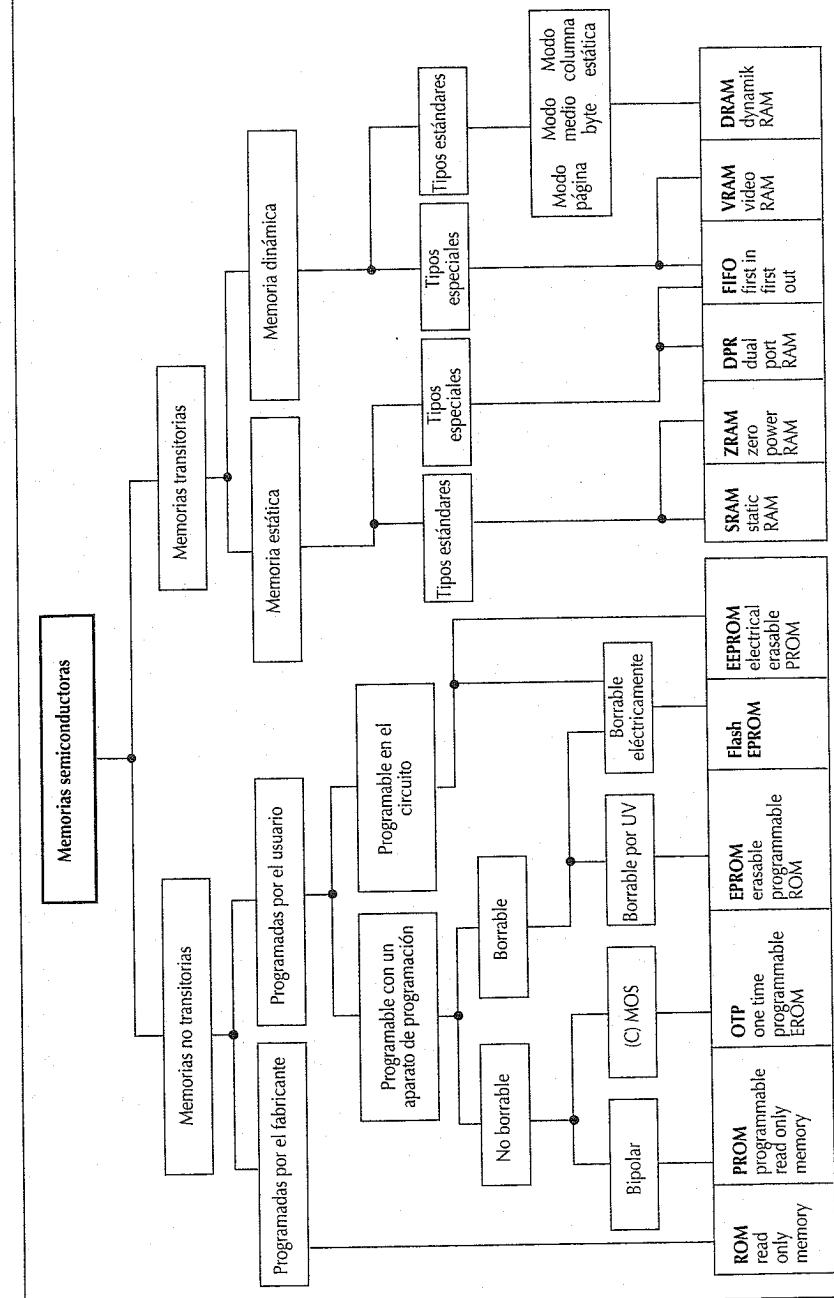 Memorias semiconductoras
Memorias no transitorias
Memorias transitorias
Programadas por el fabricante
Programadas por el usuario
Memoria estática
Memoria dinámica
Programable con un
aparato de programación
Programable en el
circuito
Tipos estándares
Tipos
especiales
Tipos
especiales
Tipos estándares
No borrable
Borrable
Modo
página
Modo
medio
byte
Modo
columna
estática
Bipolar
(C) MOS
Borrable por UV
Borrable
eléctricamente
ROM
read
only
memory
PROM
programmable
read only
memory
OTP
one time
programmable
EROM
EPROM
erasable
programmable
ROM
Flash
EPROM
EEPROM
electrical
erasable
PROM
SRAM
static
RAM
ZRAM
zero
power
RAM
DPR
dual
port
RAM
FIFO
first in
first
out
VRAM
video
RAM
DRAM
dynamik
RAM